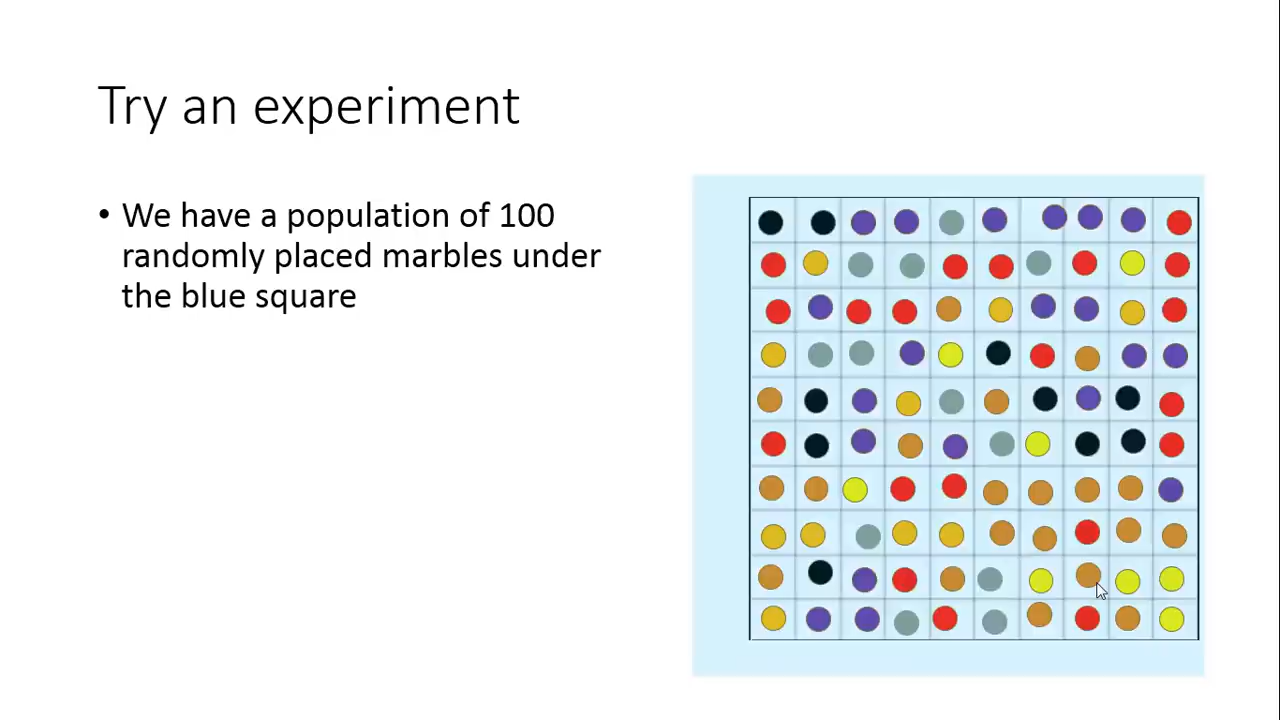 Try an experiment
• We have a population of 100
randomly placed marbles under
the blue square